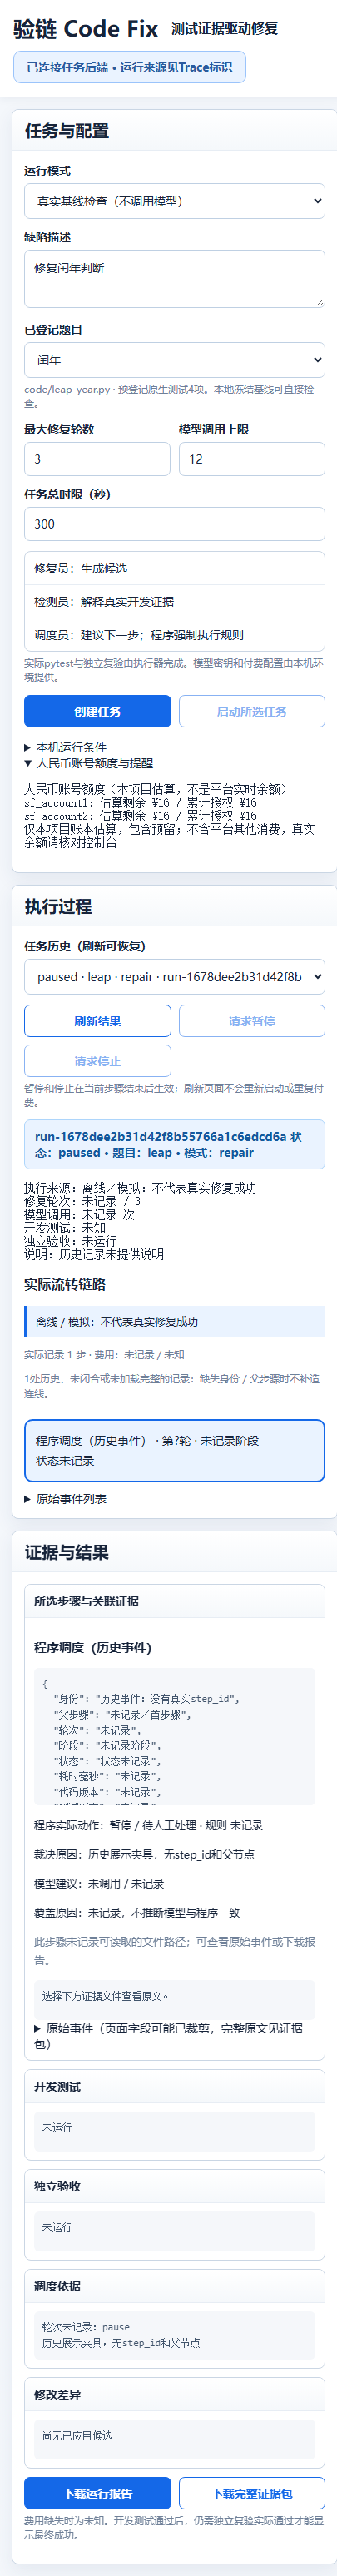 验链 Code Fix 测试证据驱动修复
已连接任务后端 • 运行来源见Trace标识
任务与配置
运行模式
真实基线检查（不调用模型）
缺陷描述
修复闰年判断
已登记题目
闰年
code/leap_year.py · 预登记原生测试4项。本地冻结基线可直接检
查。
最大修复轮数 模型调用上限
3 12
任务总时限（秒）
300
修复员：生成候选
检测员：解释真实开发证据
调度员：建议下一步；程序强制执行规则
实际pytest与独立复验由执行器完成。模型密钥和付费配置由本机环
境提供。
创建任务 启动所选任务
▶ 本机运行条件
▼ 人民币账号额度与提醒
人民币账号额度（本项目估算，不是平台实时余额）
sf_account1：估算剩余 ¥16 / 累计授权 ¥16
sf_account2：估算剩余 ¥16 / 累计授权 ¥16
仅本项目账本估算，包含预留；不含平台其他消费，真实
余额请核对控制台
执行过程
任务历史（刷新可恢复）
paused · leap · repair · run-1678dee2b31d42f8b
刷新结果 请求暂停
请求停止
暂停和停止在当前步骤结束后生效；刷新页面不会重新启动或重复付
费。
run-1678dee2b31d42f8b55766a1c6edcd6a 状
态：paused • 题目：leap • 模式：repair
执行来源：离线／模拟：不代表真实修复成功
修复轮次：未记录 / 3
模型调用：未记录 次
开发测试：未知
独立验收：未运行
说明：历史记录未提供说明
实际流转链路
离线 / 模拟：不代表真实修复成功
实际记录 1 步 · 费用：未记录 / 未知
1处历史、未闭合或未加载完整的记录：缺失身份 / 父步骤时不补造
连线。
程序调度（历史事件） · 第?轮 · 未记录阶段
状态未记录
▶ 原始事件列表
证据与结果
所选步骤与关联证据
程序调度（历史事件）
{
"身份": "历史事件：没有真实step_id",
"父步骤": "未记录／首步骤",
"轮次": "未记录",
"阶段": "未记录阶段",
"状态": "状态未记录",
"耗时毫秒": "未记录",
"代码版本": "未记录",
程序实际动作：暂停 / 待人工处理 · 规则 未记录
裁决原因：历史展示夹具，无step_id和父节点
模型建议：未调用 / 未记录
覆盖原因：未记录，不推断模型与程序一致
此步骤未记录可读取的文件路径；可查看原始事件或下载报
告。
选择下方证据文件查看原文。
▶ 原始事件（页面字段可能已裁剪，完整原文见证据
包）
开发测试
未运行
独立验收
未运行
调度依据
轮次未记录：pause
历史展示夹具，无step_id和父节点
修改差异
尚无已应用候选
下载运行报告 下载完整证据包
费用缺失时为未知。开发测试通过后，仍需独立复验实际通过才能显
示最终成功。